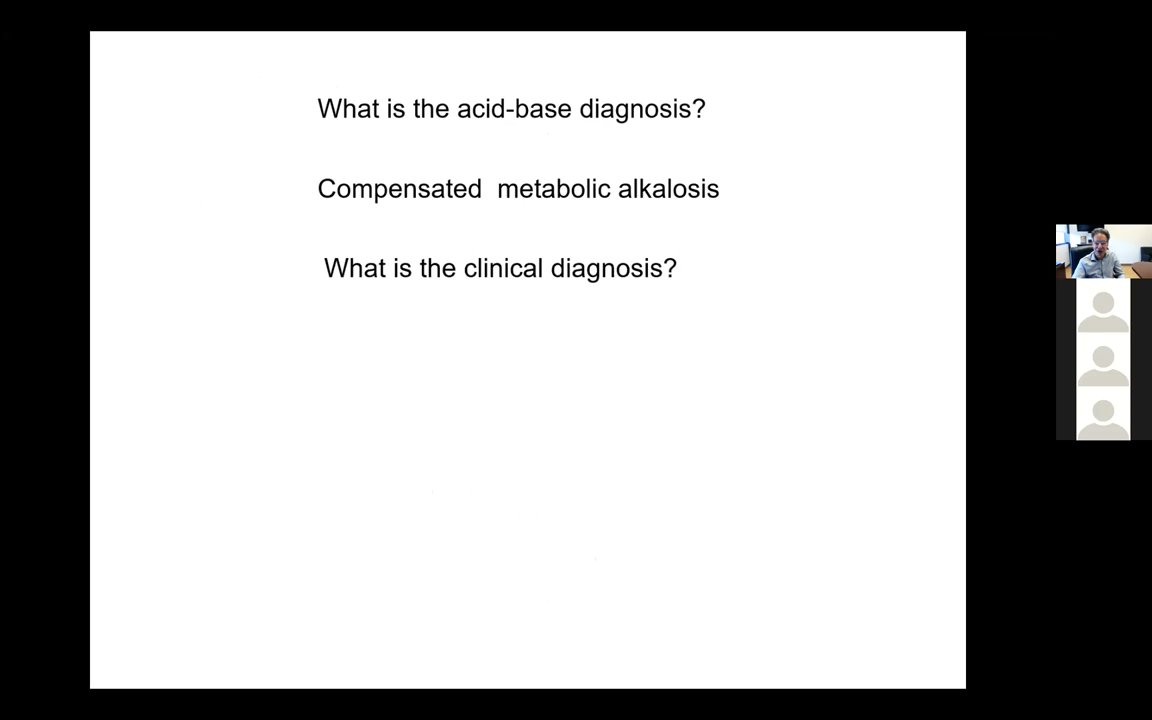 What is the acid-base diagnosis?
Compensated  metabolic alkalosis
What is the clinical diagnosis?